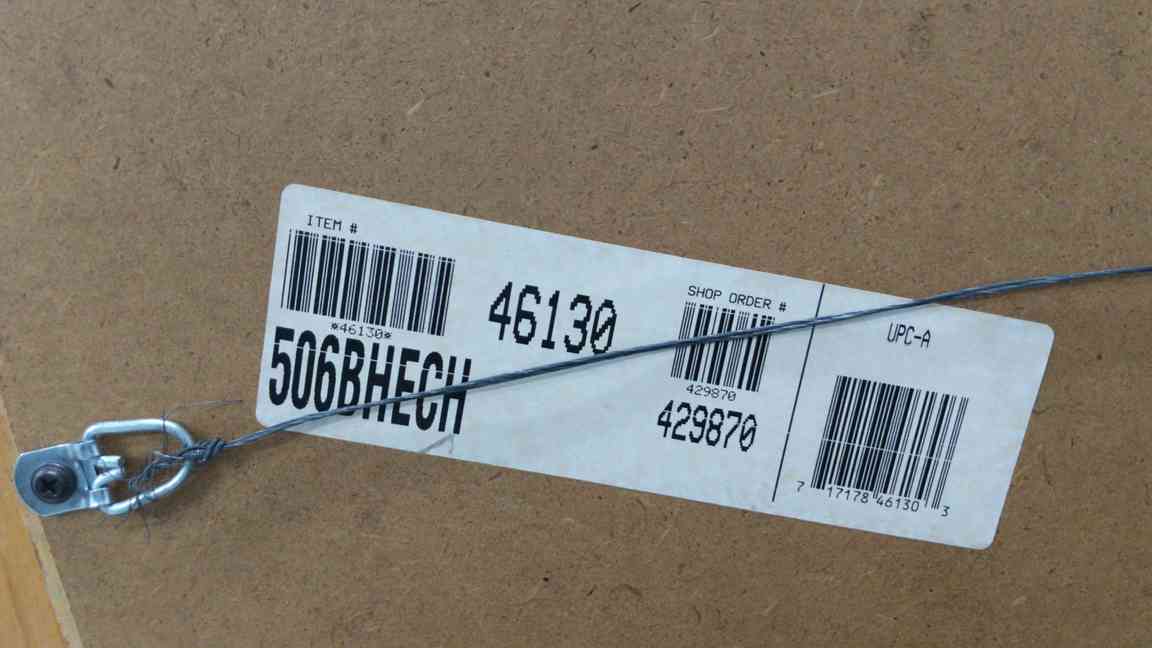 ITEM #
*46130*
506BHECH
46130
SHOP ORDER #
429870
429870
UPC-A
7 17178 46130 3